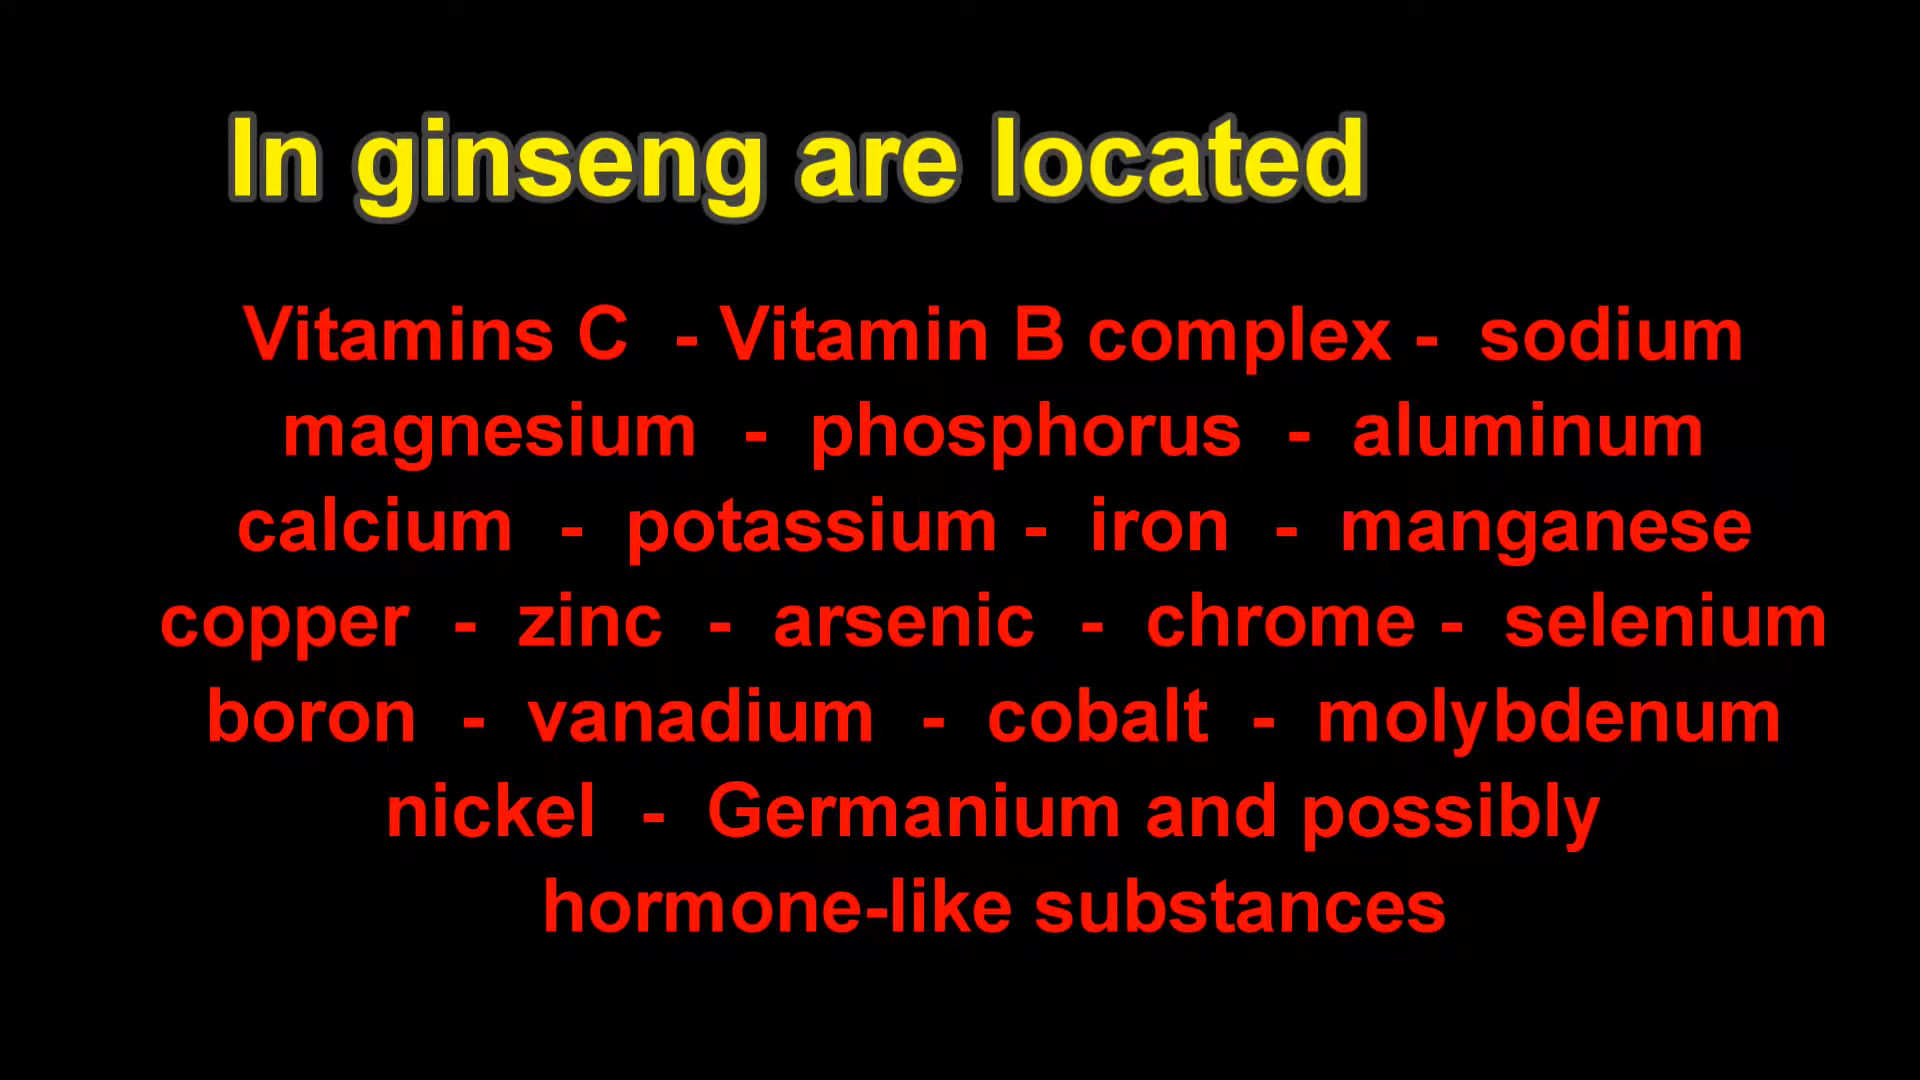 In ginseng are located
Vitamins C - Vitamin B complex - sodium
magnesium - phosphorus - aluminum
calcium - potassium - iron - manganese
copper - zinc - arsenic - chrome - selenium
boron - vanadium - cobalt - molybdenum
nickel - Germanium and possibly
hormone-like substances